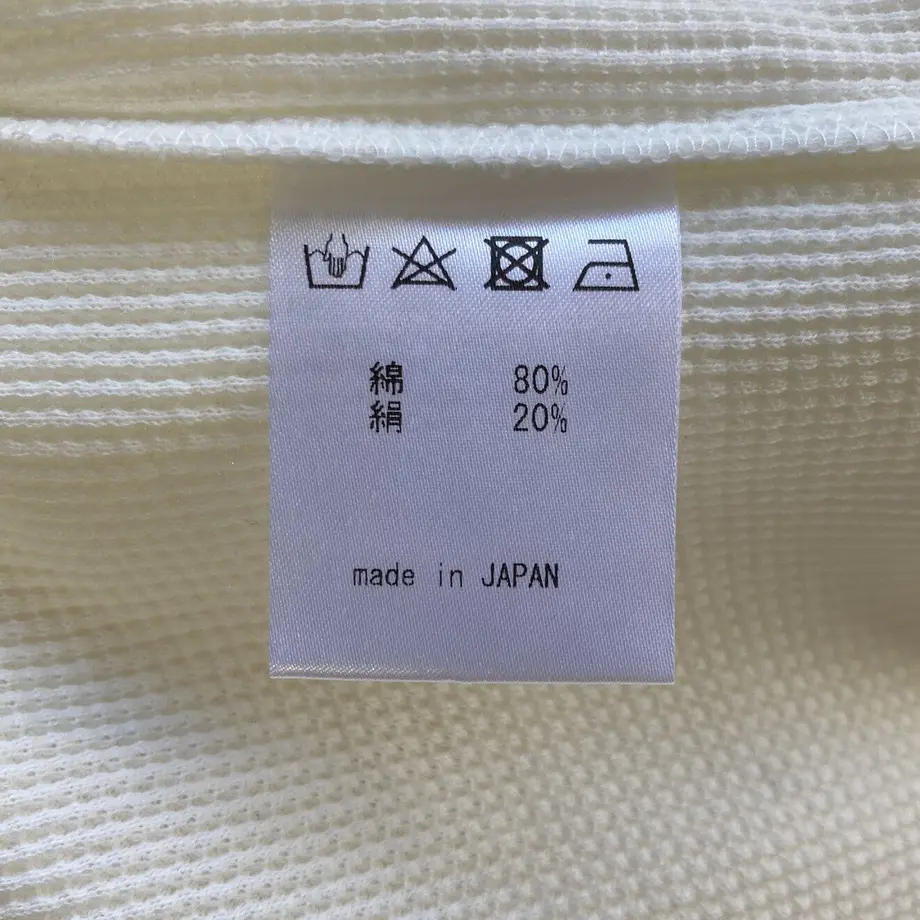 綿 80%
絹 20%
made in JAPAN